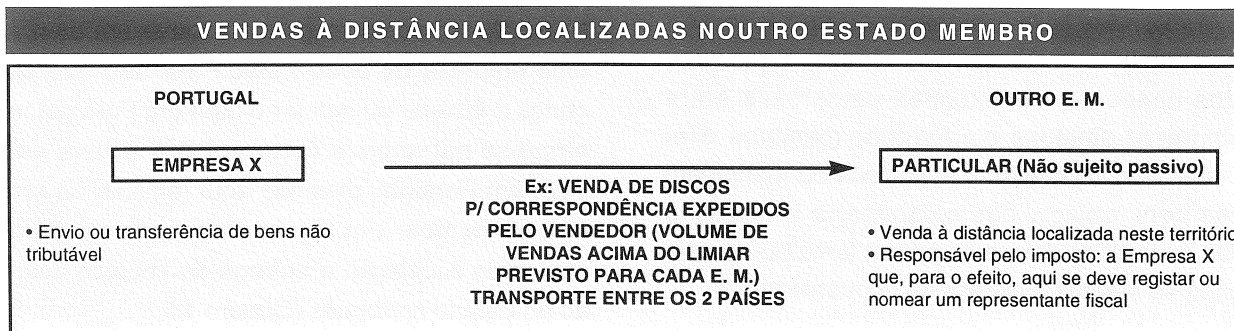 VENDAS À DISTÂNCIA LOCALIZADAS NOUTRO ESTADO MEMBRO
PORTUGAL
EMPRESA X
• Envio ou transferência de bens não
tributável
Ex: VENDA DE DISCOS
P/ CORRESPONDÊNCIA EXPEDIDOS
PELO VENDEDOR (VOLUME DE
VENDAS ACIMA DO LIMIAR
PREVISTO PARA CADA E. M.)
TRANSPORTE ENTRE OS 2 PAÍSES
OUTRO E. M.
PARTICULAR (Não sujeito passivo)
• Venda à distância localizada neste território
• Responsável pelo imposto: a Empresa X
que, para o efeito, aqui se deve registar ou
nomear um representante fiscal